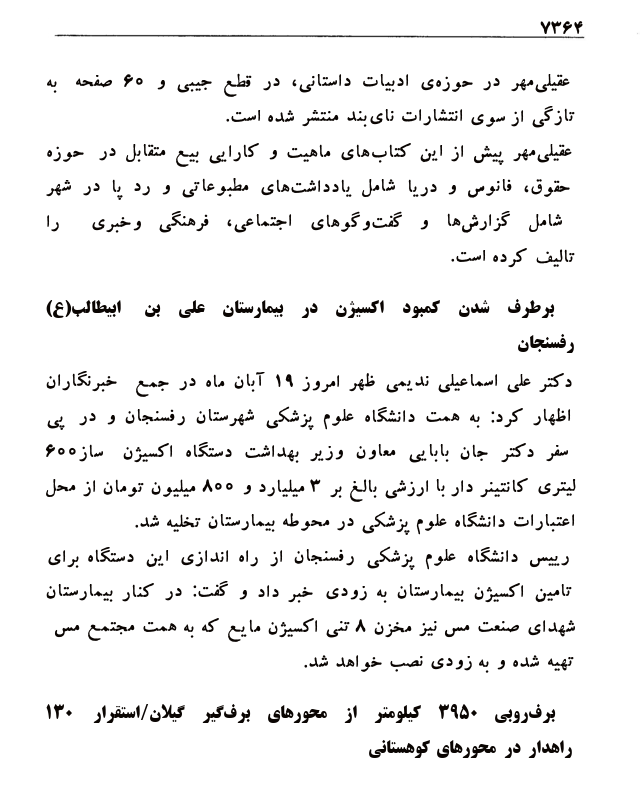 ۷۳۶۴
عقیلی‌مهر در حوزه‌ی ادبیات داستانی، در قطع جیبی و ۶۰ صفحه به
تازگی از سوی انتشارات نای‌بند منتشر شده است.
عقیلی‌مهر پیش از این کتاب‌های ماهیت و کارایی بیع متقابل در حوزه
حقوق، فانوس و دریا شامل یادداشت‌های مطبوعاتی و رد پا در شهر
شامل گزارش‌ها و گفت‌وگوهای اجتماعی، فرهنگی وخبری را
تالیف کرده است.
برطرف شدن کمبود اکسیژن در بیمارستان علی بن ابیطالب(ع)
رفسنجان
دکتر علی اسماعیلی ندیمی ظهر امروز ۱۹ آبان ماه در جمع خبرنگاران
اظهار کرد: به همت دانشگاه علوم پزشکی شهرستان رفسنجان و در پی
سفر دکتر جان بابایی معاون وزیر بهداشت دستگاه اکسیژن ساز۶۰۰
لیتری کانتینر دار با ارزشی بالغ بر ۳ میلیارد و ۸۰۰ میلیون تومان از محل
اعتبارات دانشگاه علوم پزشکی در محوطه بیمارستان تخلیه شد.
رییس دانشگاه علوم پزشکی رفسنجان از راه اندازی این دستگاه برای
تامین اکسیژن بیمارستان به زودی خبر داد و گفت: در کنار بیمارستان
شهدای صنعت مس نیز مخزن ۸ تنی اکسیژن مایع که به همت مجتمع مس
تهیه شده و به زودی نصب خواهد شد.
برف‌روبی ۳۹۵۰ کیلومتر از محورهای برف‌گیر گیلان/استقرار ۱۳۰
راهدار در محورهای کوهستانی